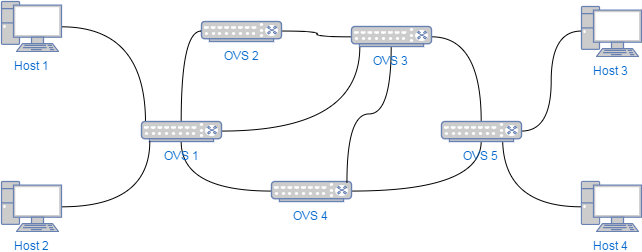 Host 1
OVS 2
OVS 3
Host 3
OVS 1
OVS 5
OVS 4
Host 2
Host 4